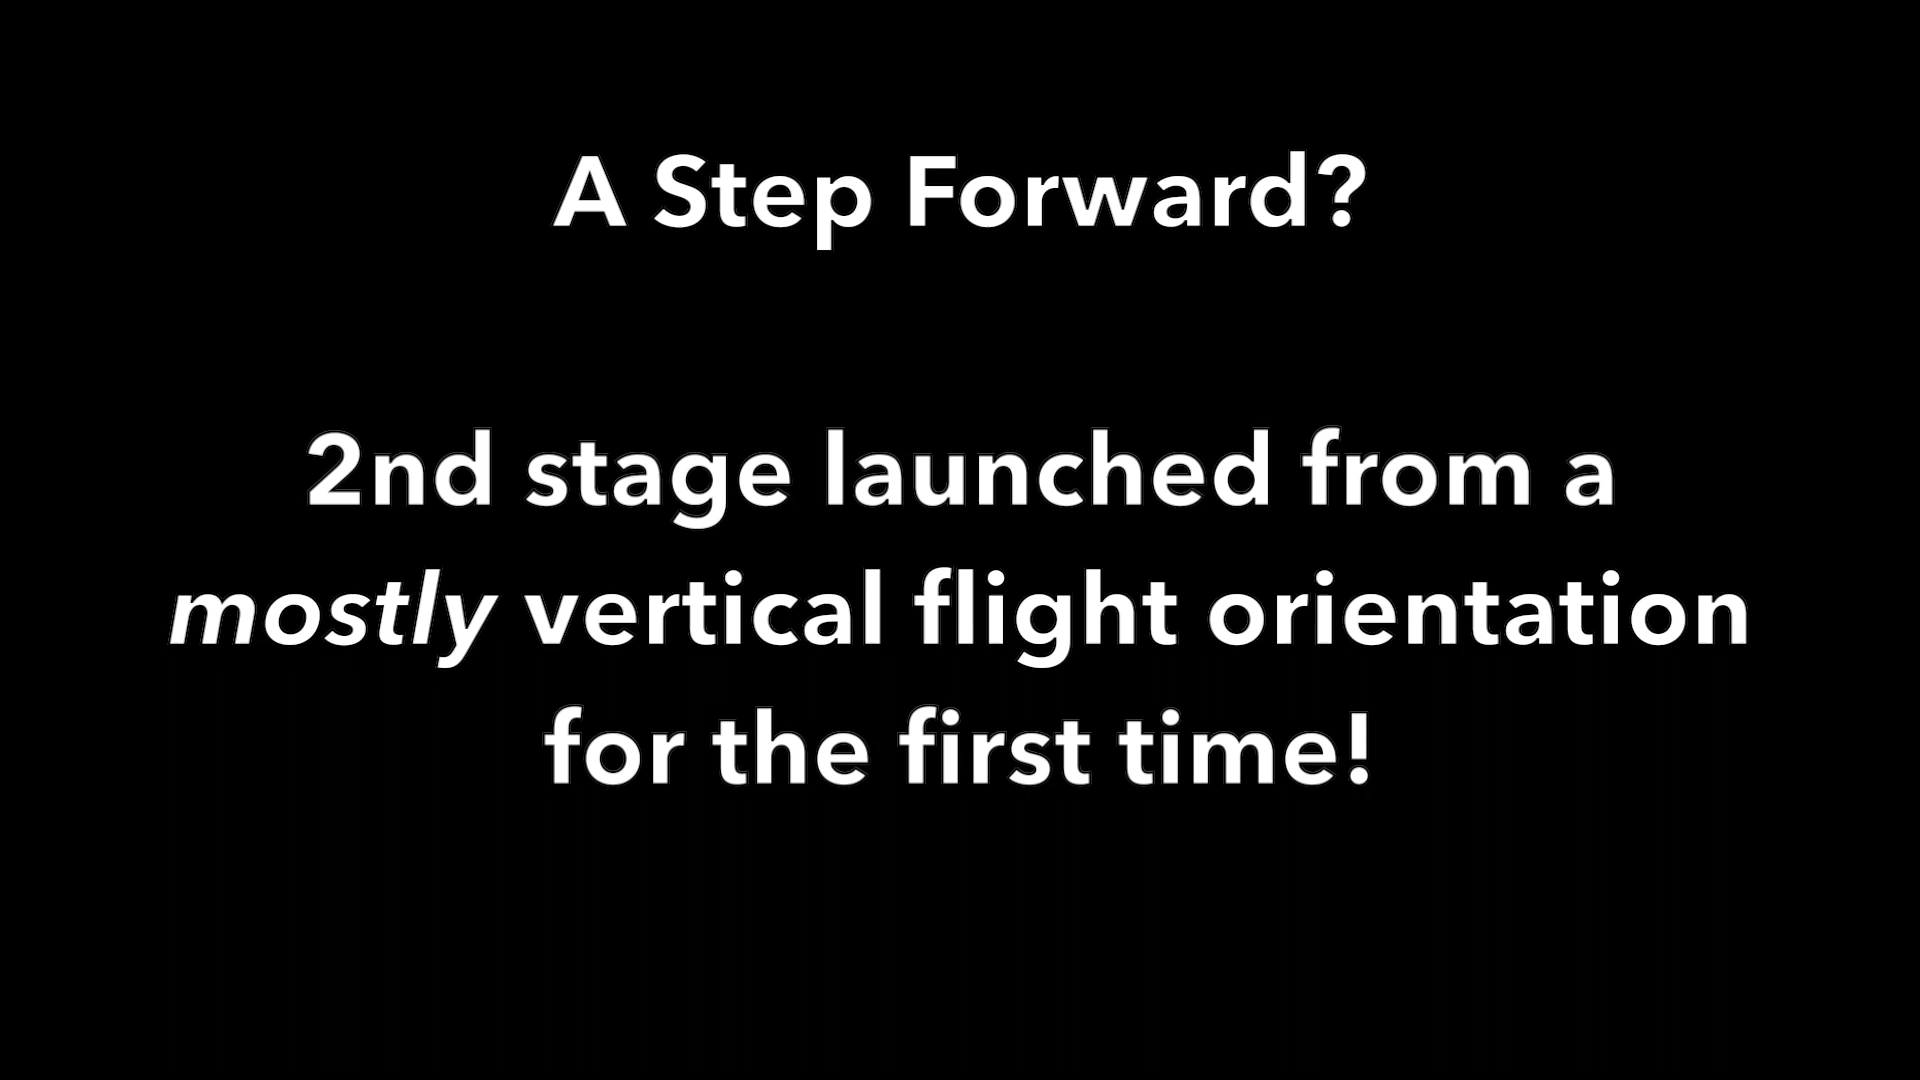 A Step Forward?
2nd stage launched from a
mostly vertical flight orientation
for the first time!